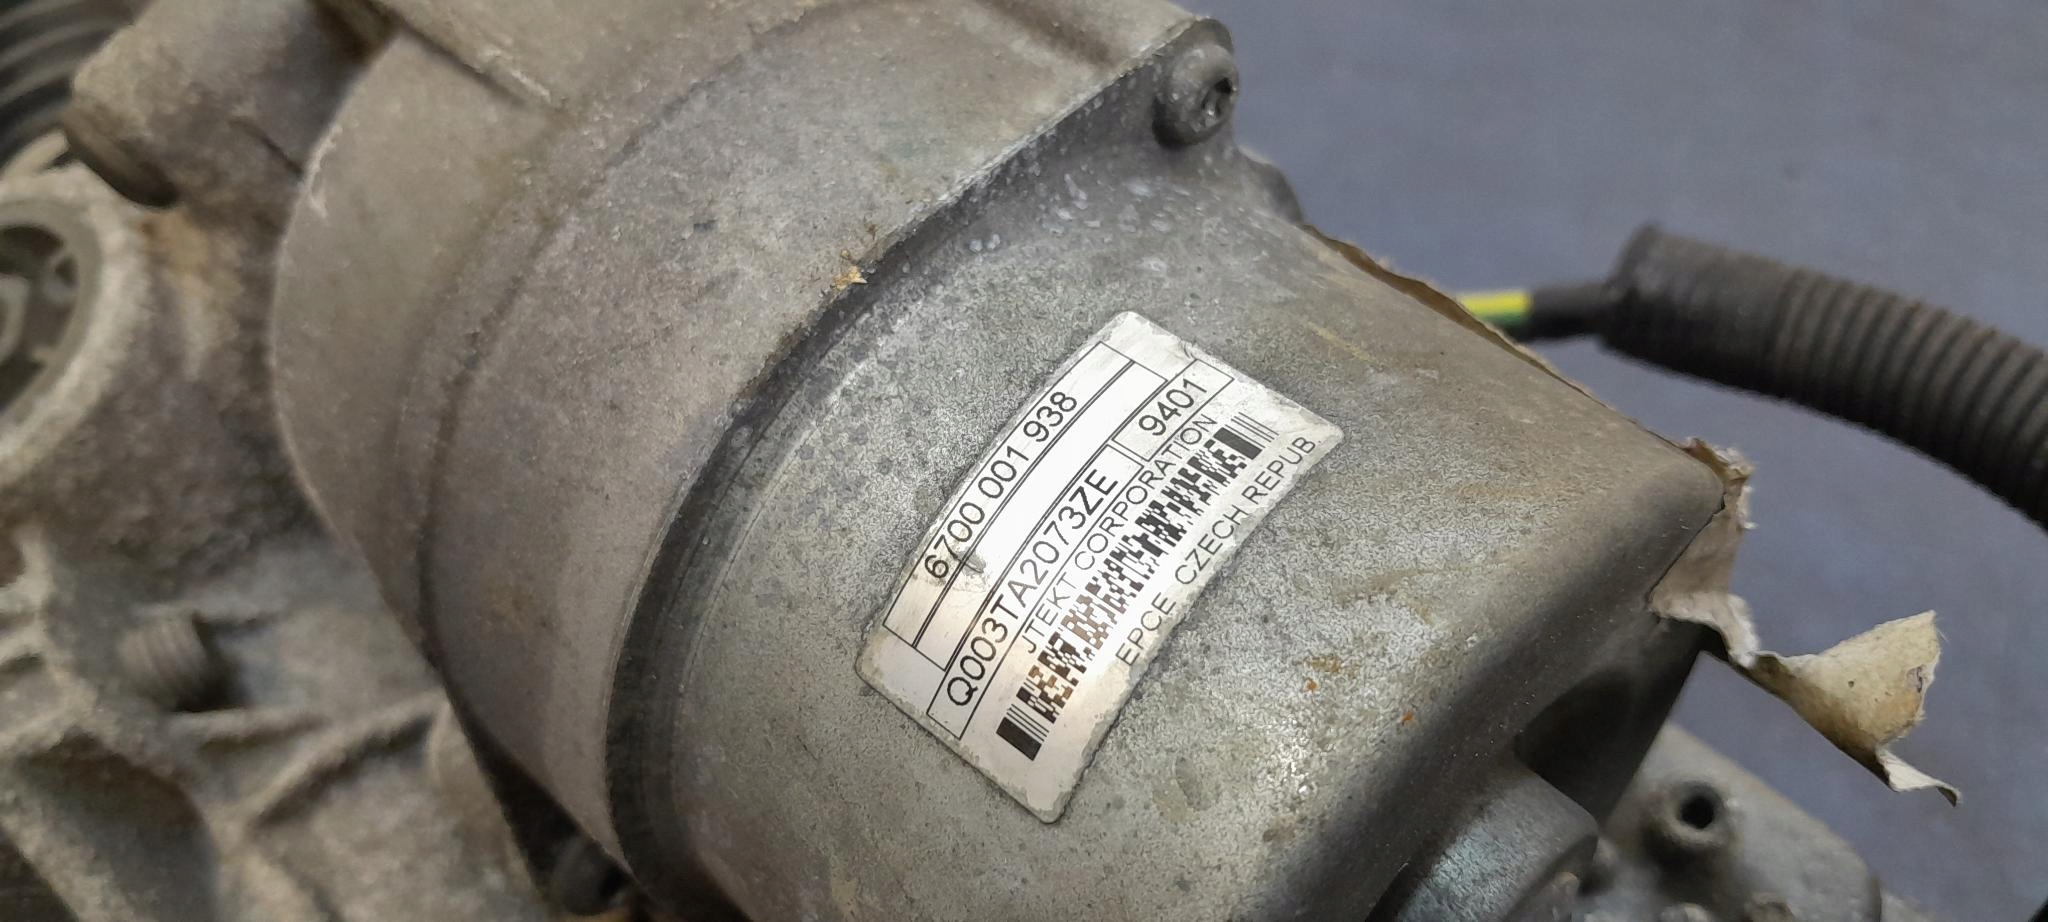 6700 001 938
Q003TA2073ZE 9401
JTEKT CORPORATION
EPCE CZECH REPUB.